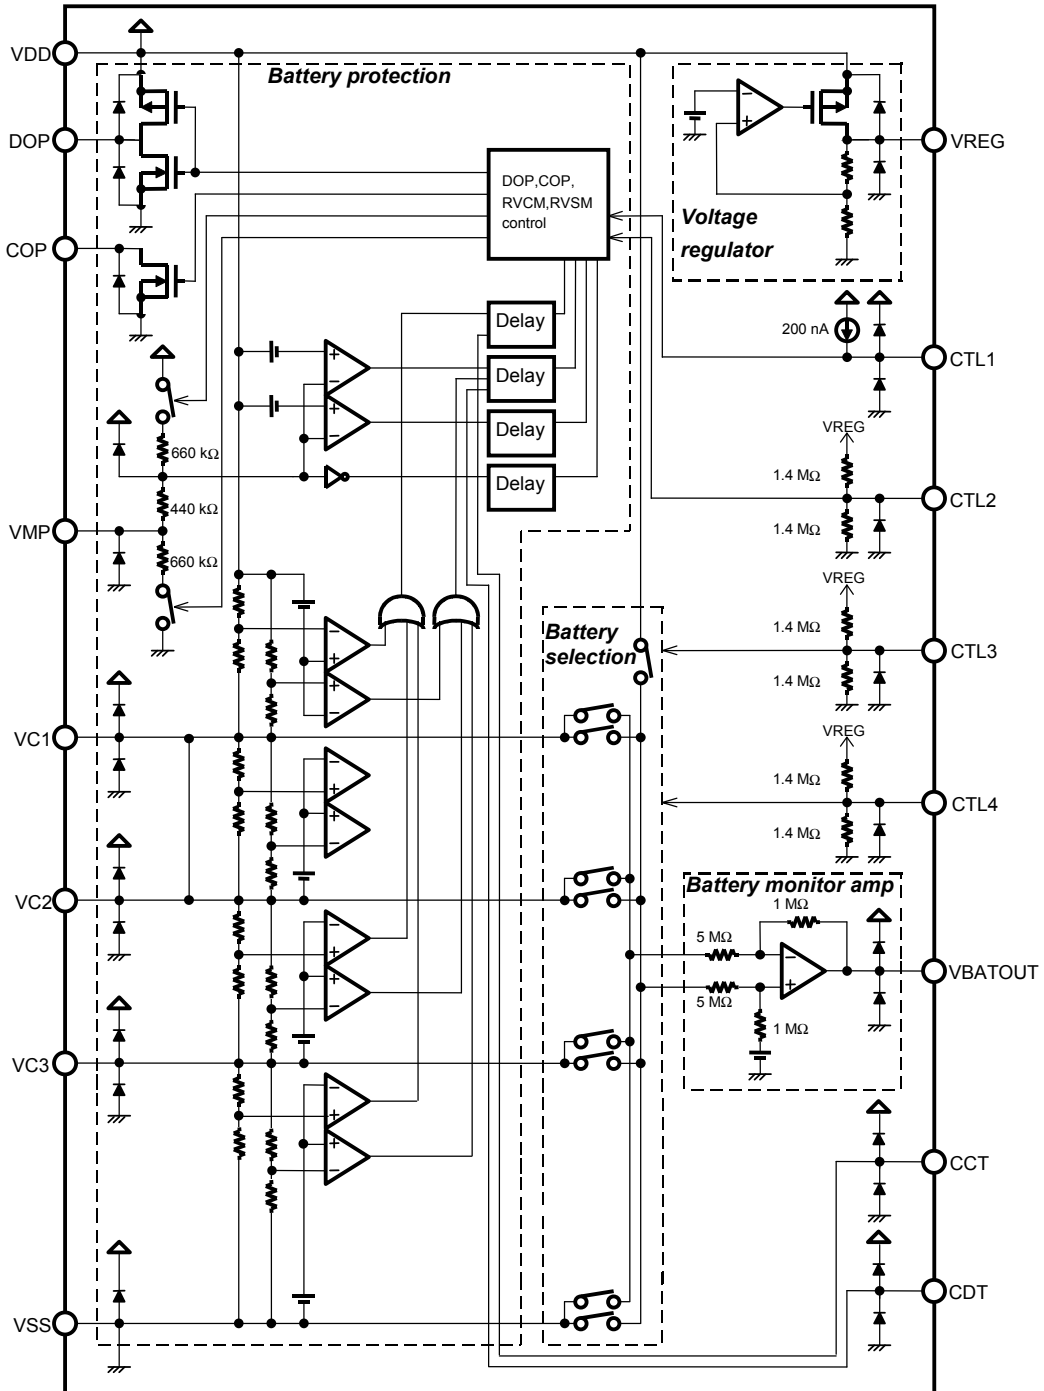 VDD
Battery protection
DOP
VREG
DOP,COP,
RVCM,RVSM
control
Voltage
regulator
COP
Delay
200 nA
CTL1
Delay
VREG
Delay
660 kΩ
1.4 MΩ
Delay
CTL2
440 kΩ
VMP
1.4 MΩ
660 kΩ
VREG
1.4 MΩ
Battery
selection
CTL3
1.4 MΩ
VC1
VREG
1.4 MΩ
CTL4
1.4 MΩ
Battery monitor amp
VC2
1 MΩ
5 MΩ
VBATOUT
5 MΩ
1 MΩ
VC3
CCT
CDT
VSS